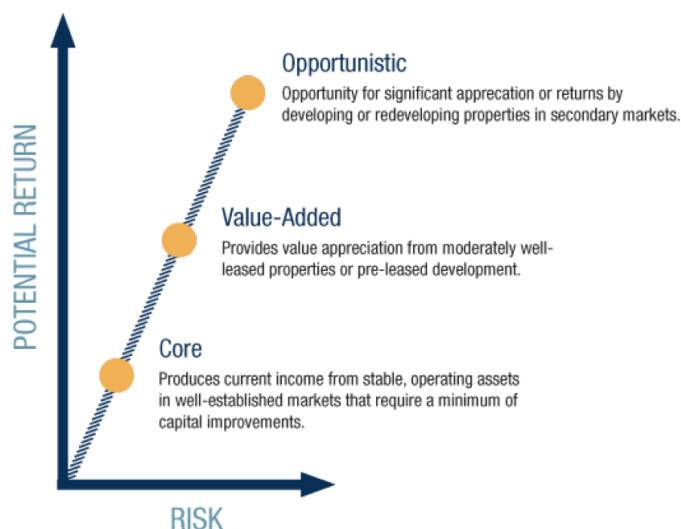 Opportunistic
Opportunity for significant apprecation or returns by
developing or redeveloping properties in secondary markets.
Value-Added
Provides value appreciation from moderately well-
leased properties or pre-leased development.
Core
Produces current income from stable, operating assets
in well-established markets that require a minimum of
capital improvements.
POTENTIAL RETURN
RISK